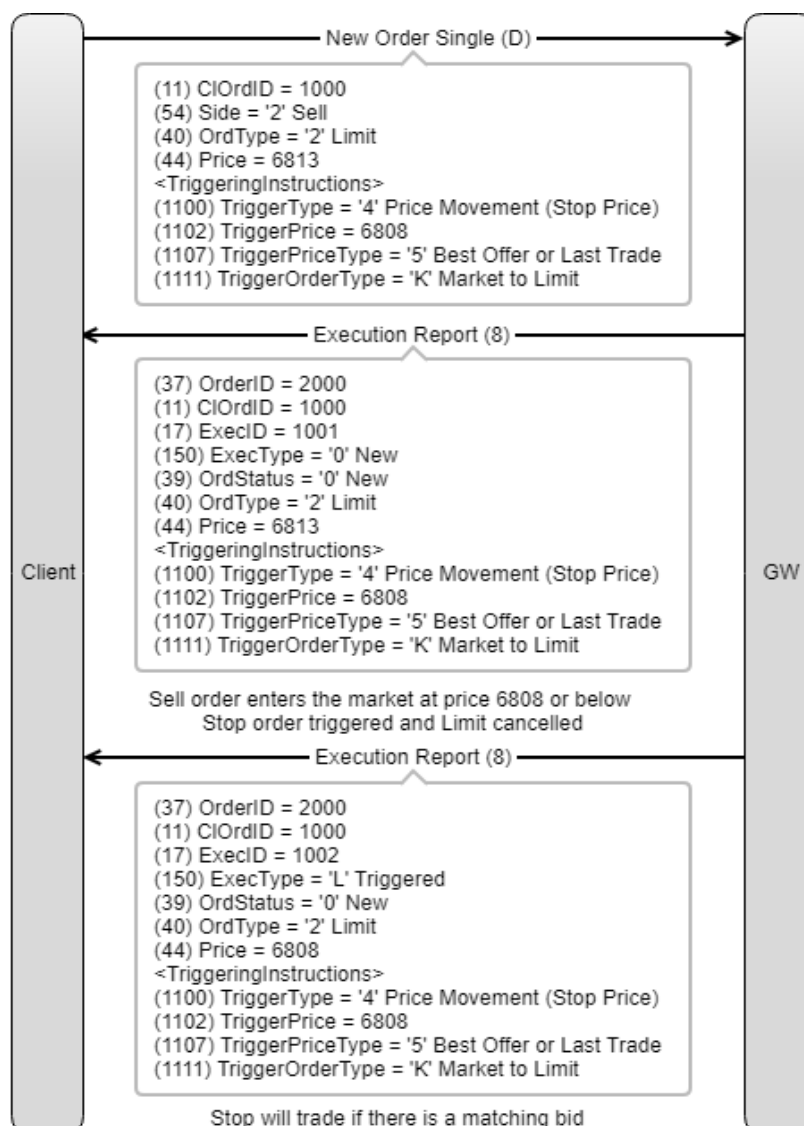 New Order Single (D)
(11) ClOrdID = 1000
(54) Side = '2' Sell
(40) OrdType = '2' Limit
(44) Price = 6813
<TriggeringInstructions>
(1100) TriggerType = '4' Price Movement (Stop Price)
(1102) TriggerPrice = 6808
(1107) TriggerPriceType = '5' Best Offer or Last Trade
(1111) TriggerOrderType = 'K' Market to Limit
Execution Report (8)
(37) OrderID = 2000
(11) ClOrdID = 1000
(17) ExecID = 1001
(150) ExecType = '0' New
(39) OrdStatus = '0' New
(40) OrdType = '2' Limit
(44) Price = 6813
<TriggeringInstructions>
(1100) TriggerType = '4' Price Movement (Stop Price)
(1102) TriggerPrice = 6808
(1107) TriggerPriceType = '5' Best Offer or Last Trade
(1111) TriggerOrderType = 'K' Market to Limit
Client
GW
Sell order enters the market at price 6808 or below
Stop order triggered and Limit cancelled
Execution Report (8)
(37) OrderID = 2000
(11) ClOrdID = 1000
(17) ExecID = 1002
(150) ExecType = 'L' Triggered
(39) OrdStatus = '0' New
(40) OrdType = '2' Limit
(44) Price = 6808
<TriggeringInstructions>
(1100) TriggerType = '4' Price Movement (Stop Price)
(1102) TriggerPrice = 6808
(1107) TriggerPriceType = '5' Best Offer or Last Trade
(1111) TriggerOrderType = 'K' Market to Limit
Stop will trade if there is a matching bid